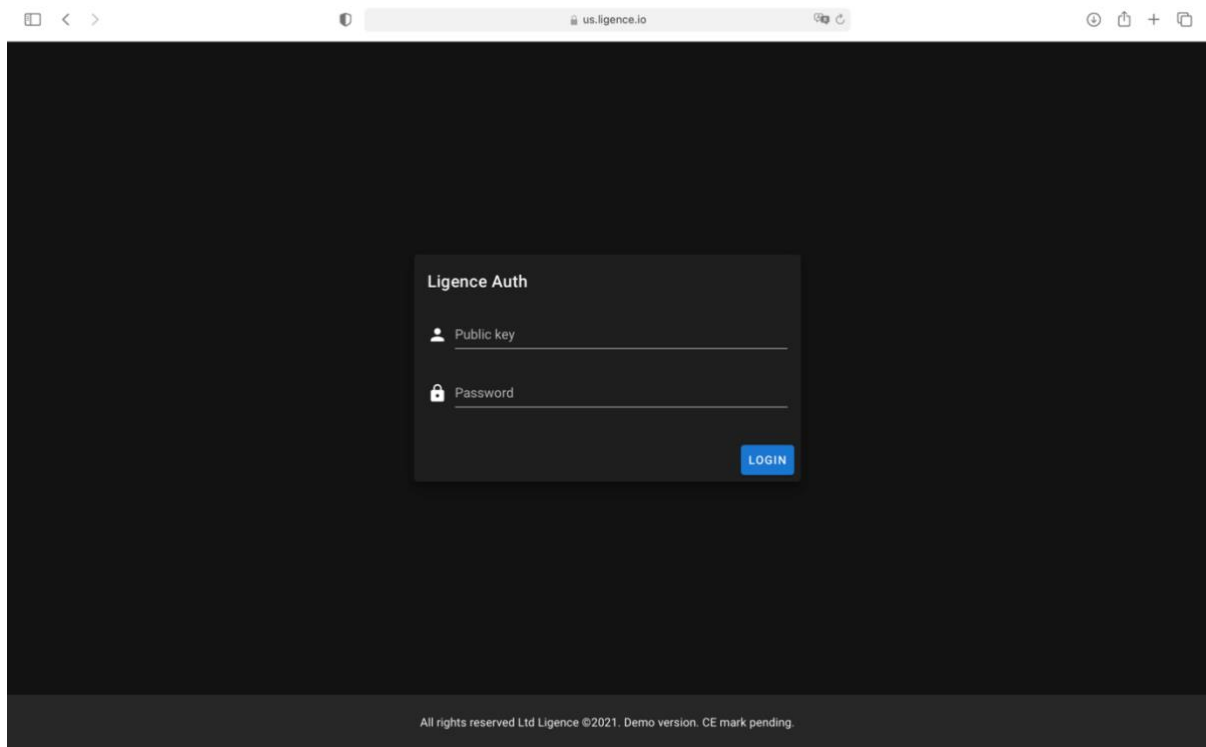 us.ligence.io
Ligence Auth
Public key
Password
LOGIN
All rights reserved Ltd Ligence ©2021. Demo version. CE mark pending.